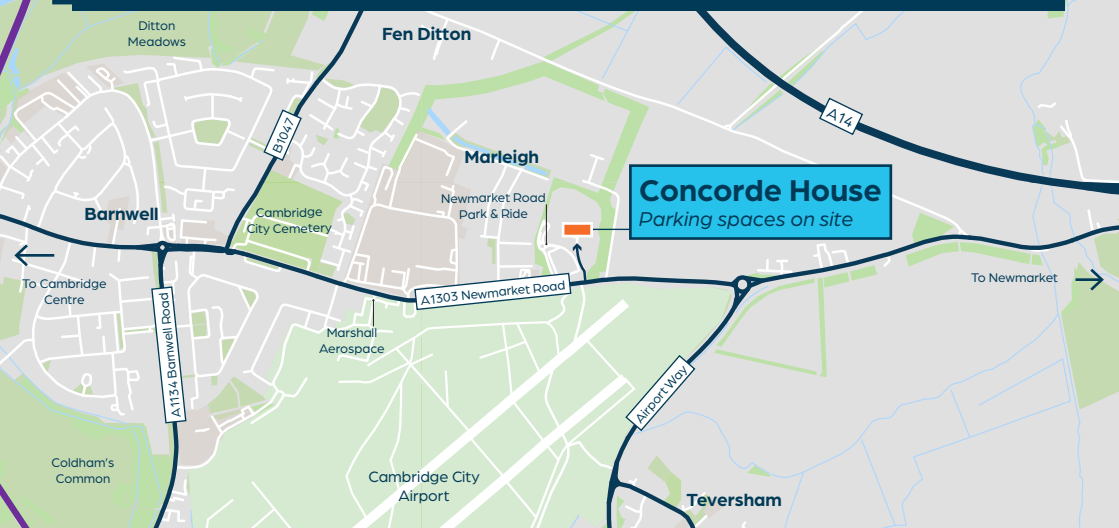 Ditton
Meadows
Fen Ditton
B1047
A14
Marleigh
Newmarket Road
Park & Ride
Concorde House
Parking spaces on site
Barnwell
Cambridge
City Cemetery
To Cambridge
Centre
To Newmarket
A1303 Newmarket Road
A1134 Barnwell Road
Marshall
Aerospace
Airport Way
Coldham's
Common
Cambridge City
Airport
Teversham